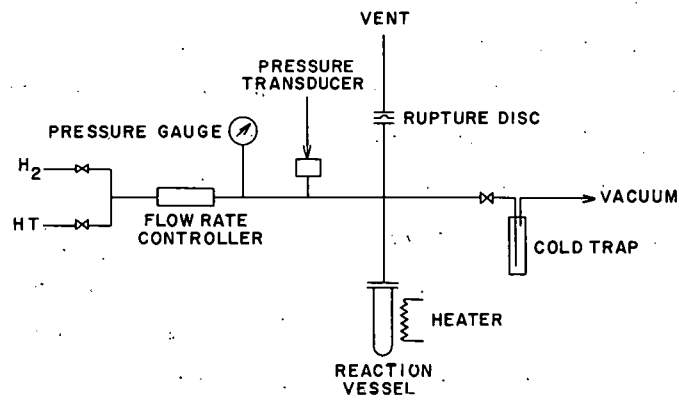 VENT
PRESSURE
TRANSDUCER
PRESSURE GAUGE
RUPTURE DISC
H2
HT
FLOW RATE
CONTROLLER
VACUUM
COLD TRAP
HEATER
REACTION
VESSEL